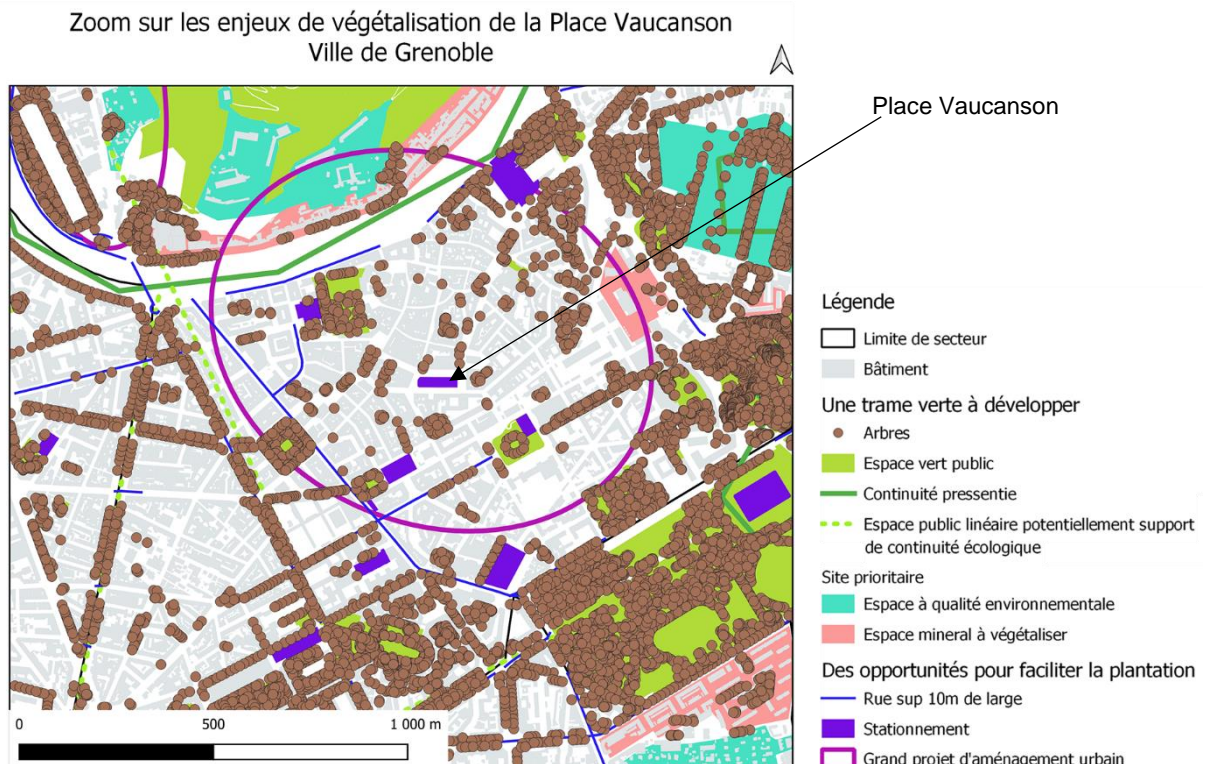 Zoom sur les enjeux de végétalisation de la Place Vaucanson
Ville de Grenoble
Place Vaucanson
Légende
Limite de secteur
Bâtiment
Une trame verte à développer
Arbres
Espace vert public
Continuité pressentie
Espace public linéaire potentiellement support
de continuité écologique
Site prioritaire
Espace à qualité environnementale
Espace mineral à végétaliser
Des opportunités pour faciliter la plantation
Rue sup 10m de large
Stationnement
Grand projet d'aménagement urbain
0 500 1 000 m